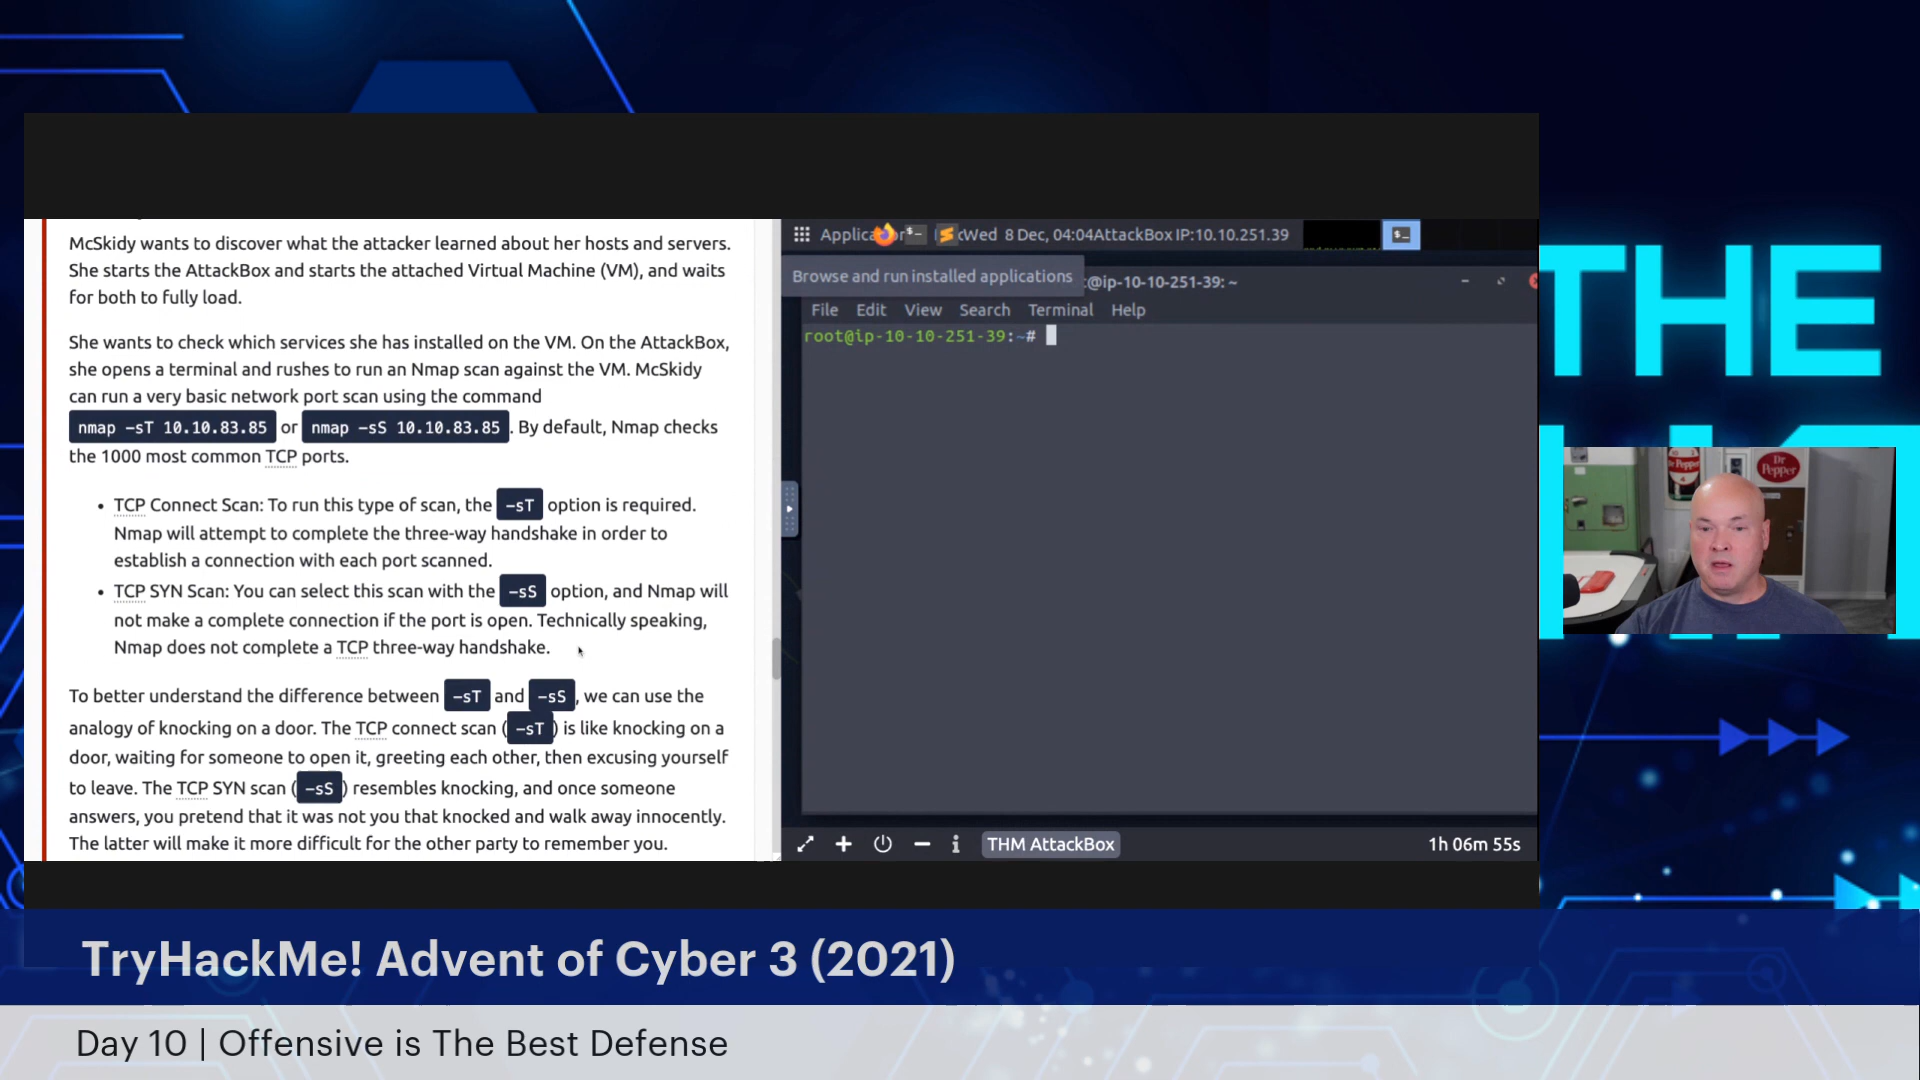 McSkidy wants to discover what the attacker learned about her hosts and servers.
She starts the AttackBox and starts the attached Virtual Machine (VM), and waits
for both to fully load.
She wants to check which services she has installed on the VM. On the AttackBox,
she opens a terminal and rushes to run an Nmap scan against the VM. McSkidy
can run a very basic network port scan using the command
nmap -sT 10.10.83.85 or nmap -sS 10.10.83.85. By default, Nmap checks
the 1000 most common TCP ports.
• TCP Connect Scan: To run this type of scan, the -sT option is required.
Nmap will attempt to complete the three-way handshake in order to
establish a connection with each port scanned.
• TCP SYN Scan: You can select this scan with the -sS option, and Nmap will
not make a complete connection if the port is open. Technically speaking,
Nmap does not complete a TCP three-way handshake.
To better understand the difference between -sT and -sS, we can use the
analogy of knocking on a door. The TCP connect scan (-sT) is like knocking on a
door, waiting for someone to open it, greeting each other, then excusing yourself
to leave. The TCP SYN scan (-sS) resembles knocking, and once someone
answers, you pretend that it was not you that knocked and walk away innocently.
The latter will make it more difficult for the other party to remember you.
Wed 8 Dec, 04:04 AttackBox IP:10.10.251.39
Browse and run installed applications
@ip-10-10-251-39: ~
File Edit View Search Terminal Help
root@ip-10-10-251-39:~#
THM AttackBox
1h 06m 55s
THE
Dr Pepper
Dr Pepper
TryHackMe! Advent of Cyber 3 (2021)
Day 10 | Offensive is The Best Defense